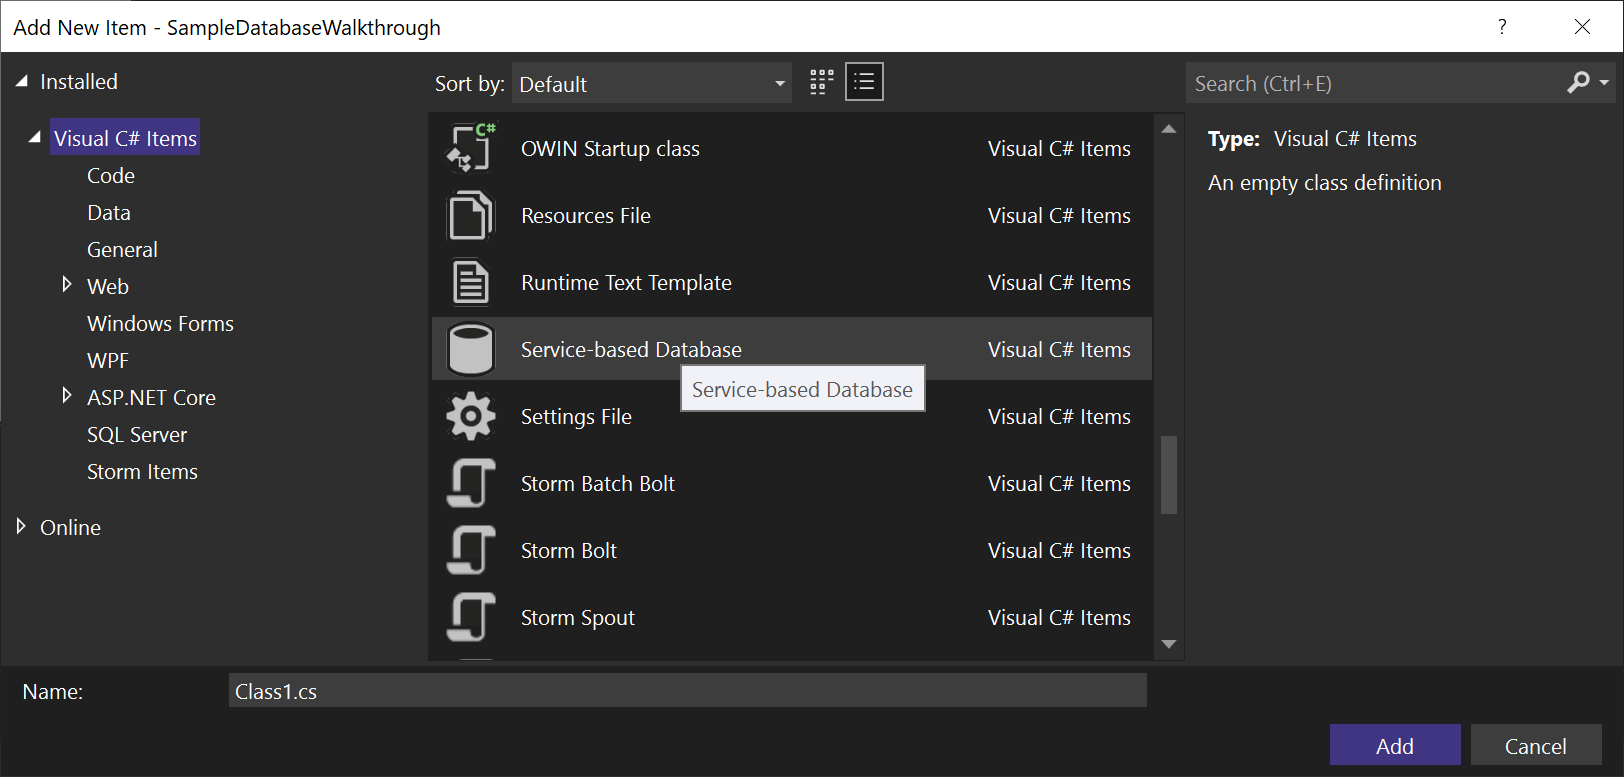 Add New Item - SampleDatabaseWalkthrough
?
Installed
Visual C# Items
Code
Data
General
Web
Windows Forms
WPF
ASP.NET Core
SQL Server
Storm Items
Online
Sort by: Default
C#
OWIN Startup class Visual C# Items
Resources File Visual C# Items
Runtime Text Template Visual C# Items
Service-based Database Visual C# Items
Service-based Database
Settings File Visual C# Items
Storm Batch Bolt Visual C# Items
Storm Bolt Visual C# Items
Storm Spout Visual C# Items
Search (Ctrl+E)
Type: Visual C# Items
An empty class definition
Name: Class1.cs
Add Cancel